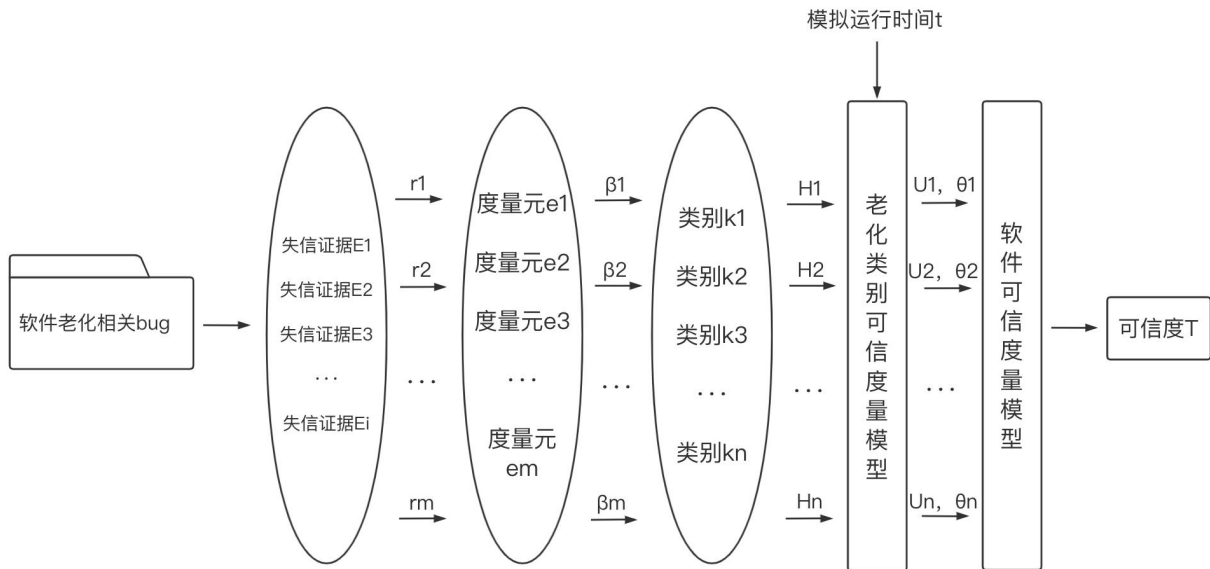 模拟运行时间t
软件老化相关bug
失信证据E1
失信证据E2
失信证据E3
...
失信证据Ei
r1
r2
...
rm
度量元e1
度量元e2
度量元e3
...
度量元
em
β1
β2
...
βm
类别k1
类别k2
类别k3
...
类别kn
H1
H2
...
Hn
老化类别可信度量模型
U1，θ1
U2，θ2
...
Un，θn
软件可信度量模型
可信度T